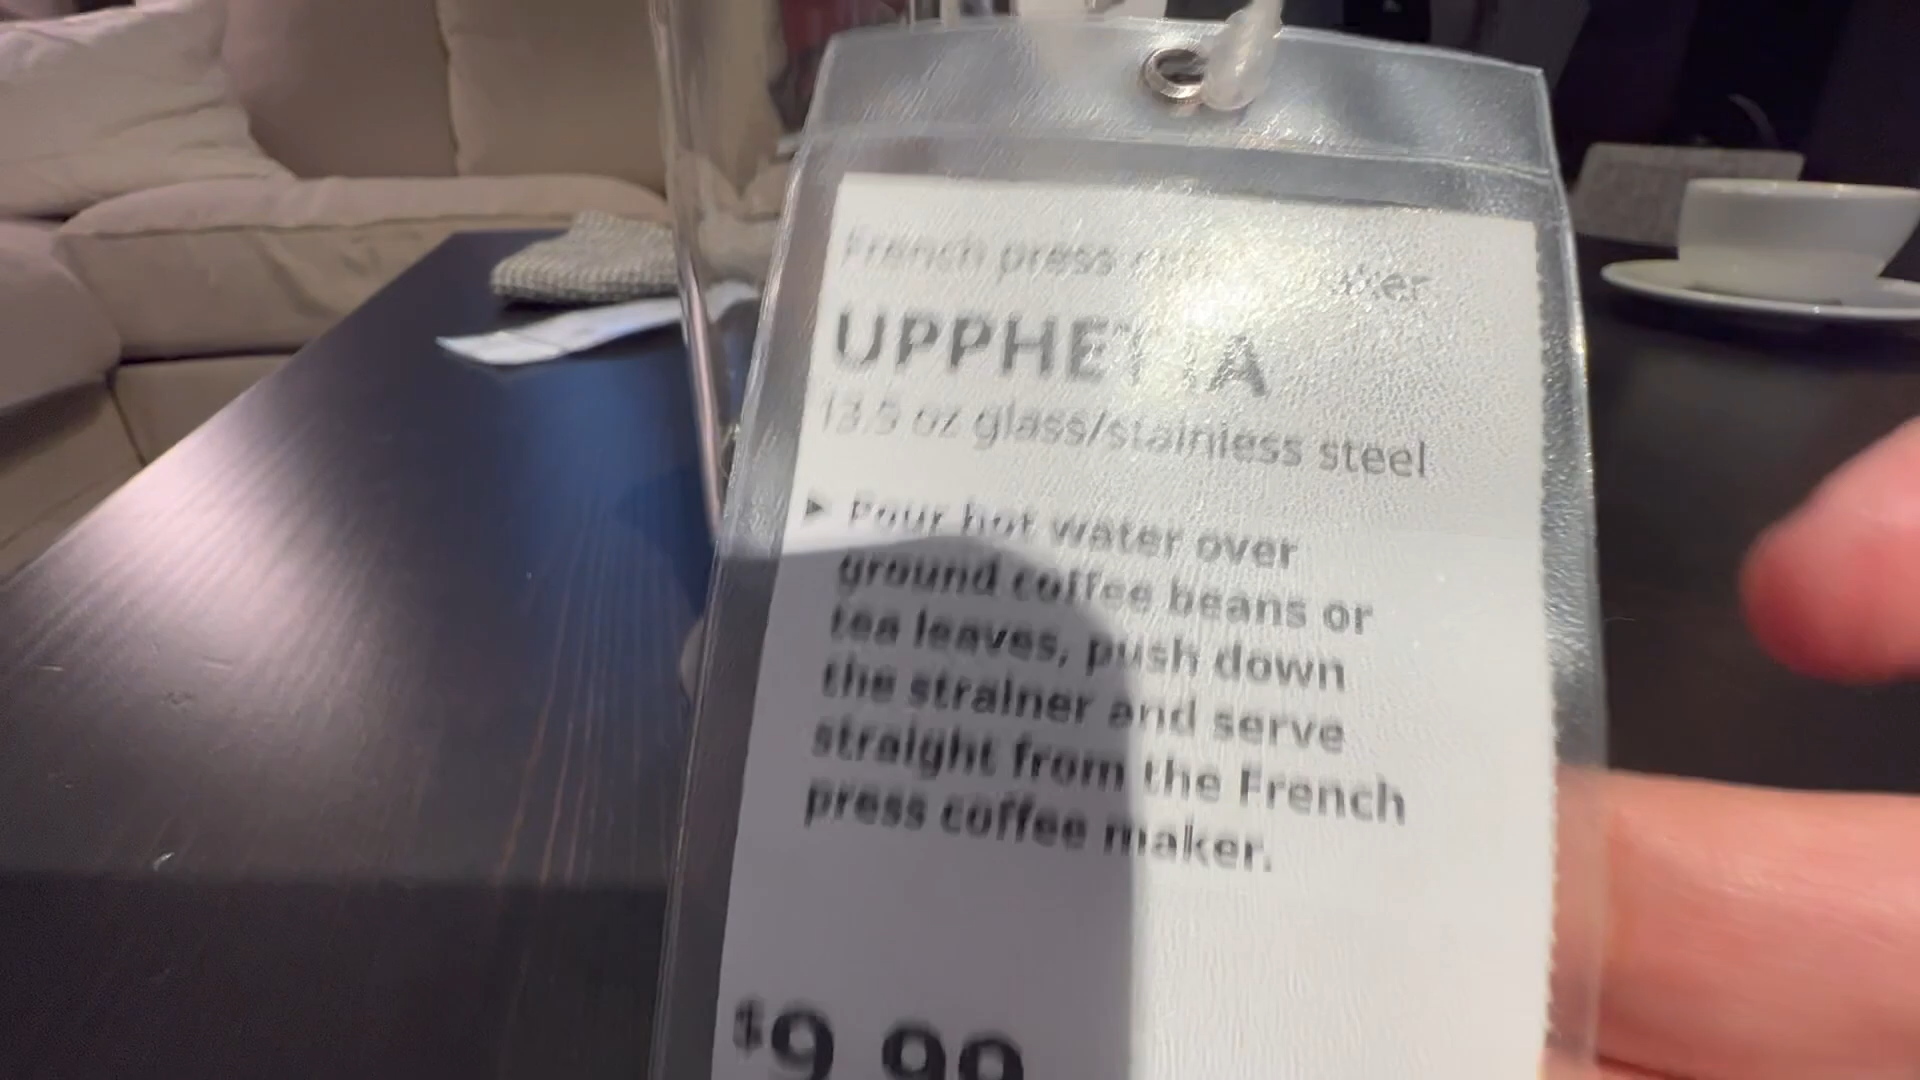 French press
UPPHETTA
13.5 oz glass/stainless steel
► Pour hot water over
ground coffee beans or
tea leaves, push down
the strainer and serve
straight from the French
press coffee maker.
$9.99